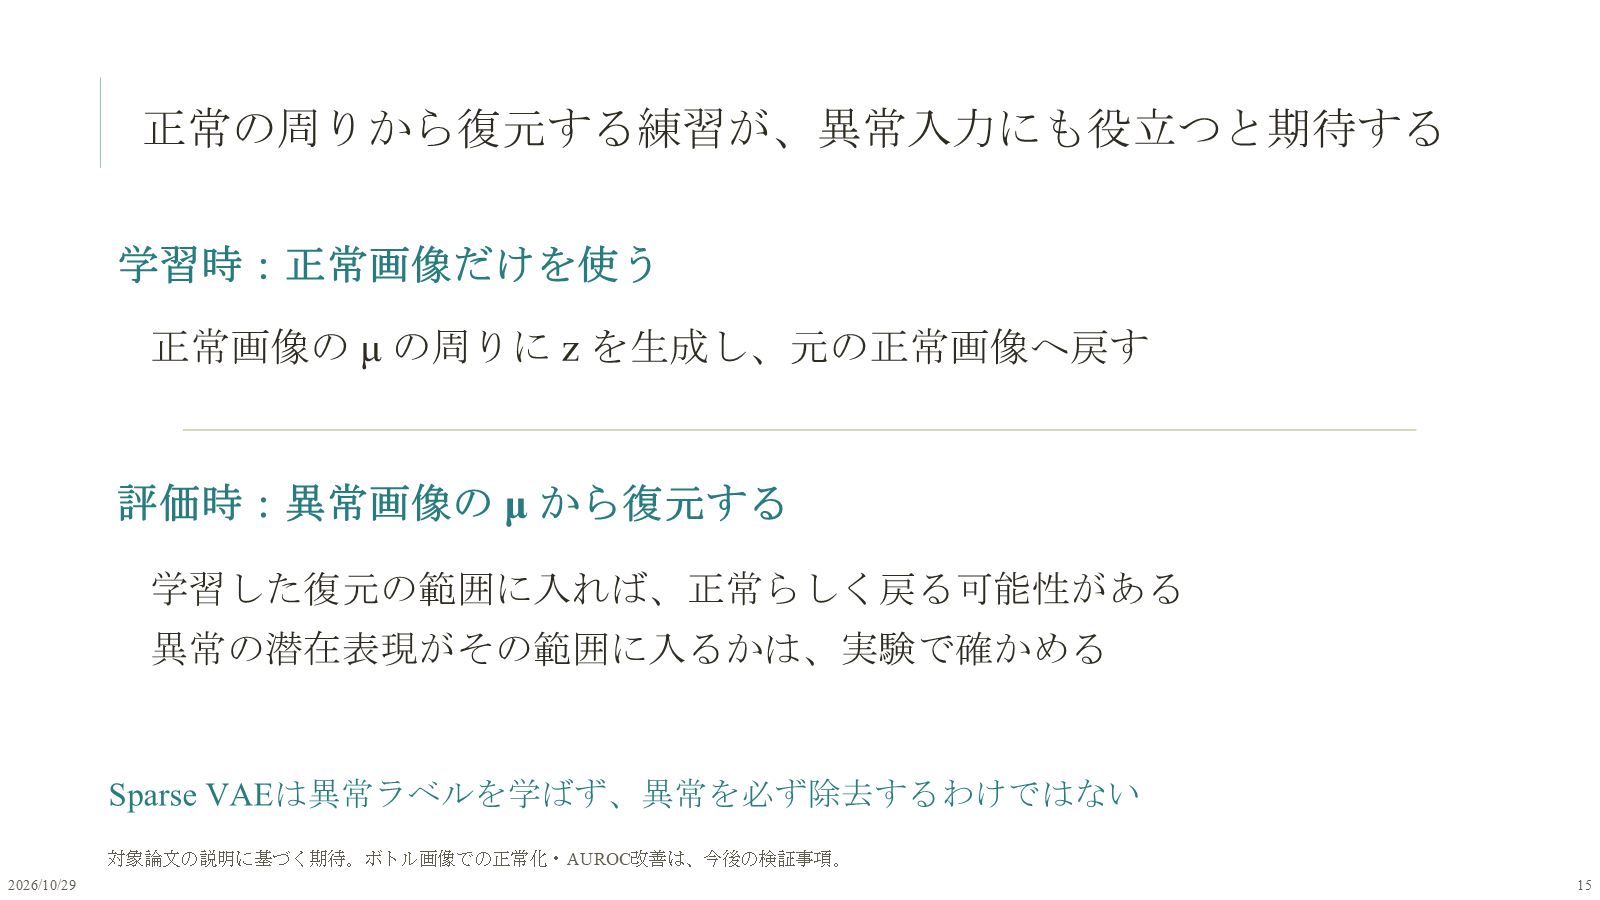 正常の周りから復元する練習が、異常入力にも役立つと期待する
学習時：正常画像だけを使う
正常画像の μ の周りに z を生成し、元の正常画像へ戻す
評価時：異常画像の μ から復元する
学習した復元の範囲に入れば、正常らしく戻る可能性がある
異常の潜在表現がその範囲に入るかは、実験で確かめる
Sparse VAEは異常ラベルを学ばず、異常を必ず除去するわけではない
対象論文の説明に基づく期待。ボトル画像での正常化・AUROC改善は、今後の検証事項。
2026/10/29
15